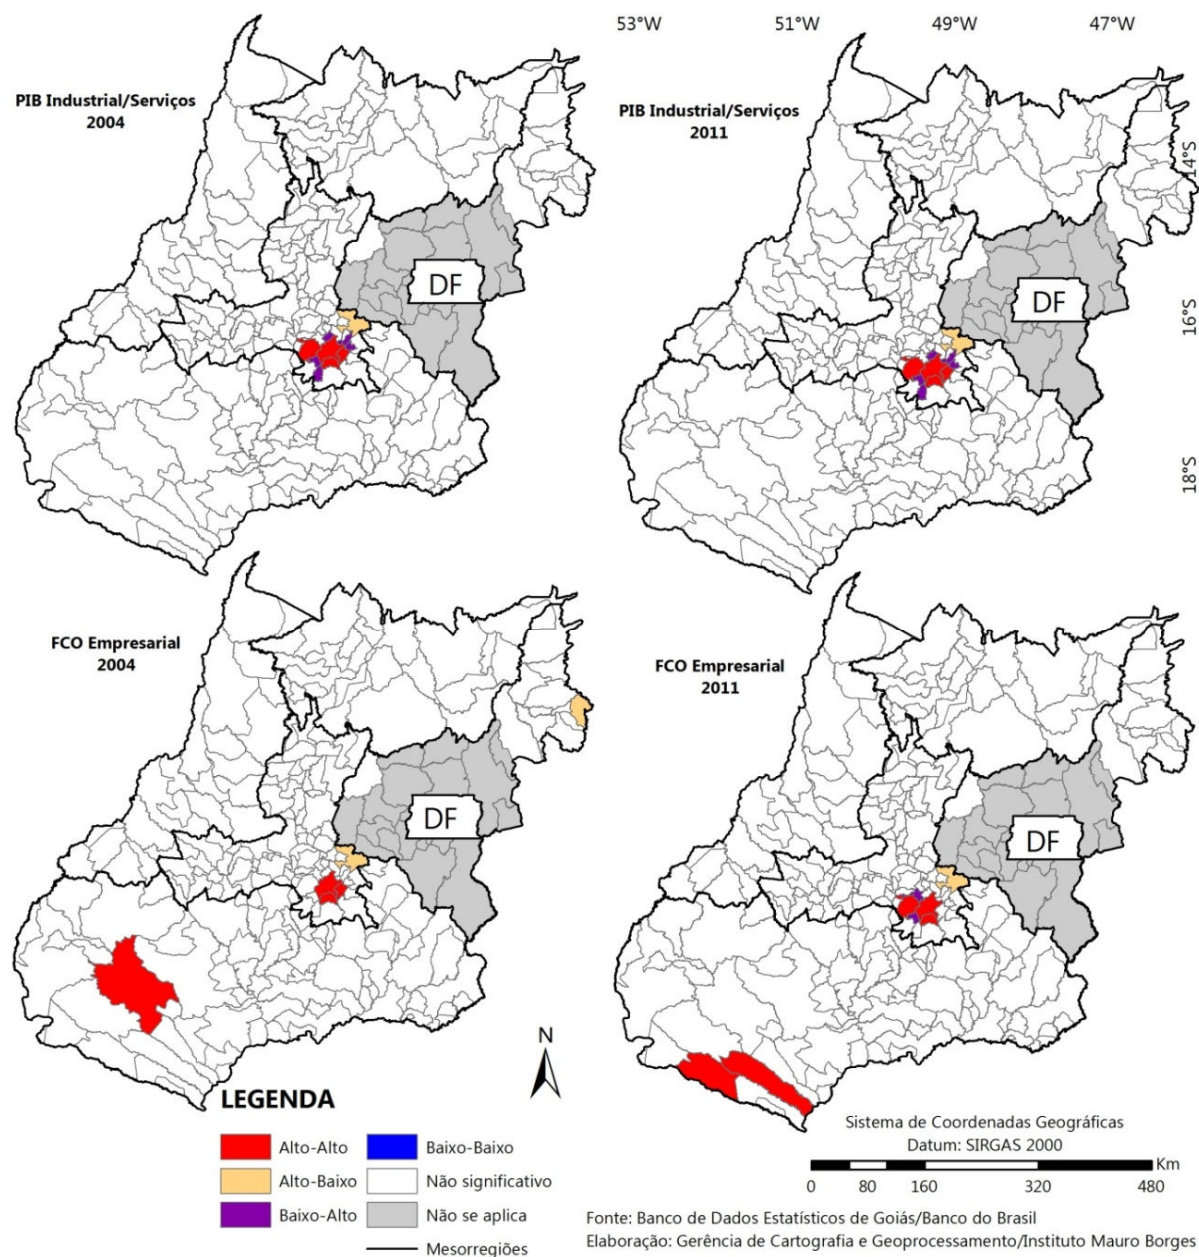 53°W 51°W 49°W 47°W
PIB Industrial/Serviços
2004
PIB Industrial/Serviços
2011
14°S
DF
DF
16°S
18°S
FCO Empresarial
2004
FCO Empresarial
2011
DF
DF
N
LEGENDA
Alto-Alto
Baixo-Baixo
Alto-Baixo
Não significativo
Baixo-Alto
Não se aplica
Mesorregiões
Sistema de Coordenadas Geográficas
Datum: SIRGAS 2000
Km
0 80 160 320 480
Fonte: Banco de Dados Estatísticos de Goiás/Banco do Brasil
Elaboração: Gerência de Cartografia e Geoprocessamento/Instituto Mauro Borges